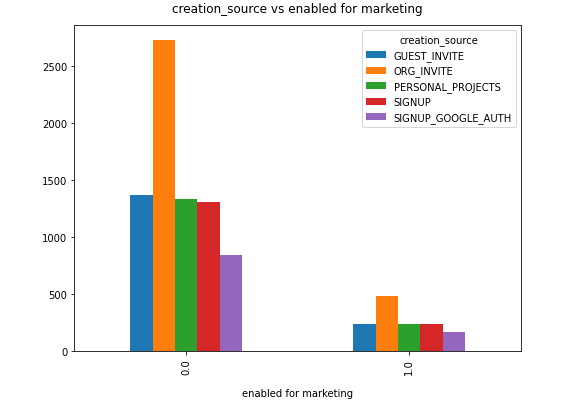 creation_source vs enabled for marketing
creation_source
GUEST_INVITE
ORG_INVITE
PERSONAL_PROJECTS
SIGNUP
SIGNUP_GOOGLE_AUTH
2500
2000
1500
1000
500
0
0.0
1.0
enabled for marketing